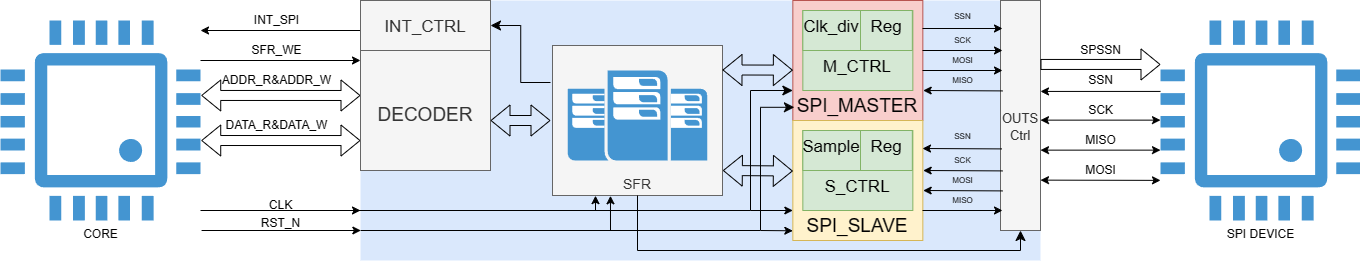 INT_SPI
SFR_WE
ADDR_R&ADDR_W
DATA_R&DATA_W
CLK
RST_N
CORE
INT_CTRL
DECODER
SFR
Clk_div
Reg
M_CTRL
SPI_MASTER
Sample
Reg
S_CTRL
SPI_SLAVE
SSN
SCK
MOSI
MISO
SSN
SCK
MOSI
MISO
OUTS
Ctrl
SPSSN
SSN
SCK
MISO
MOSI
SPI DEVICE